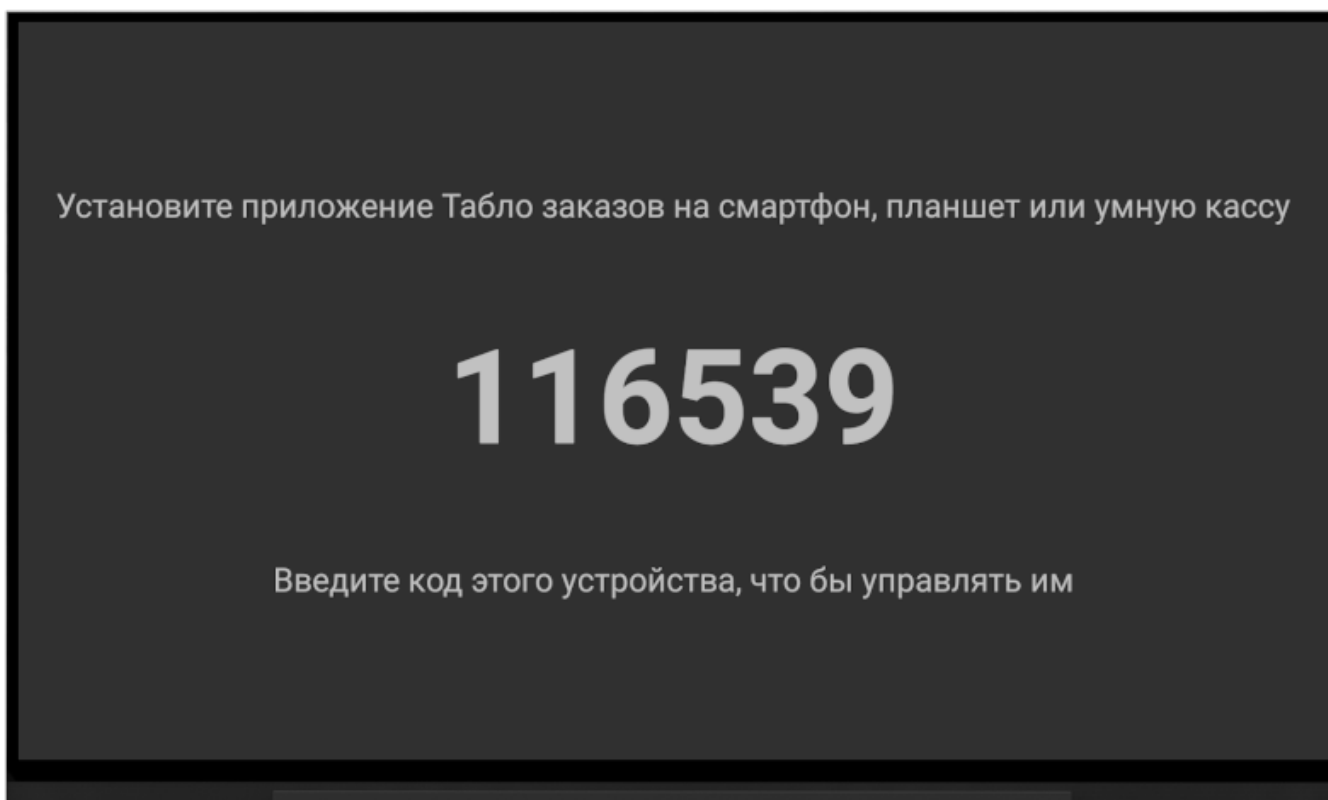 Установите приложение Табло заказов на смартфон, планшет или умную кассу
116539
Введите код этого устройства, что бы управлять им